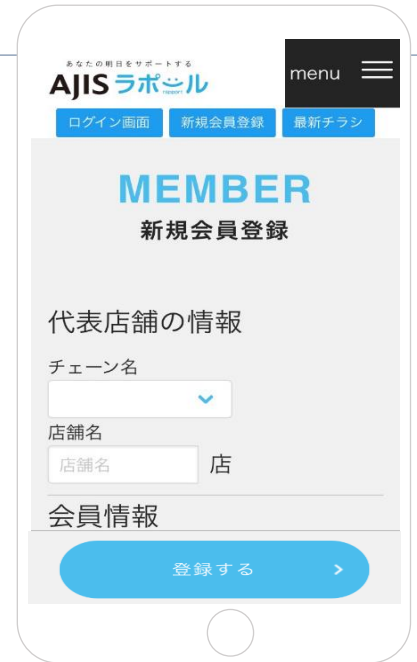 あなたの明日をサポートする
AJIS ラポール
menu
ログイン画面 新規会員登録 最新チラシ
MEMBER
新規会員登録
代表店舗の情報
チェーン名
店舗名
店舗名 店
会員情報
登録する